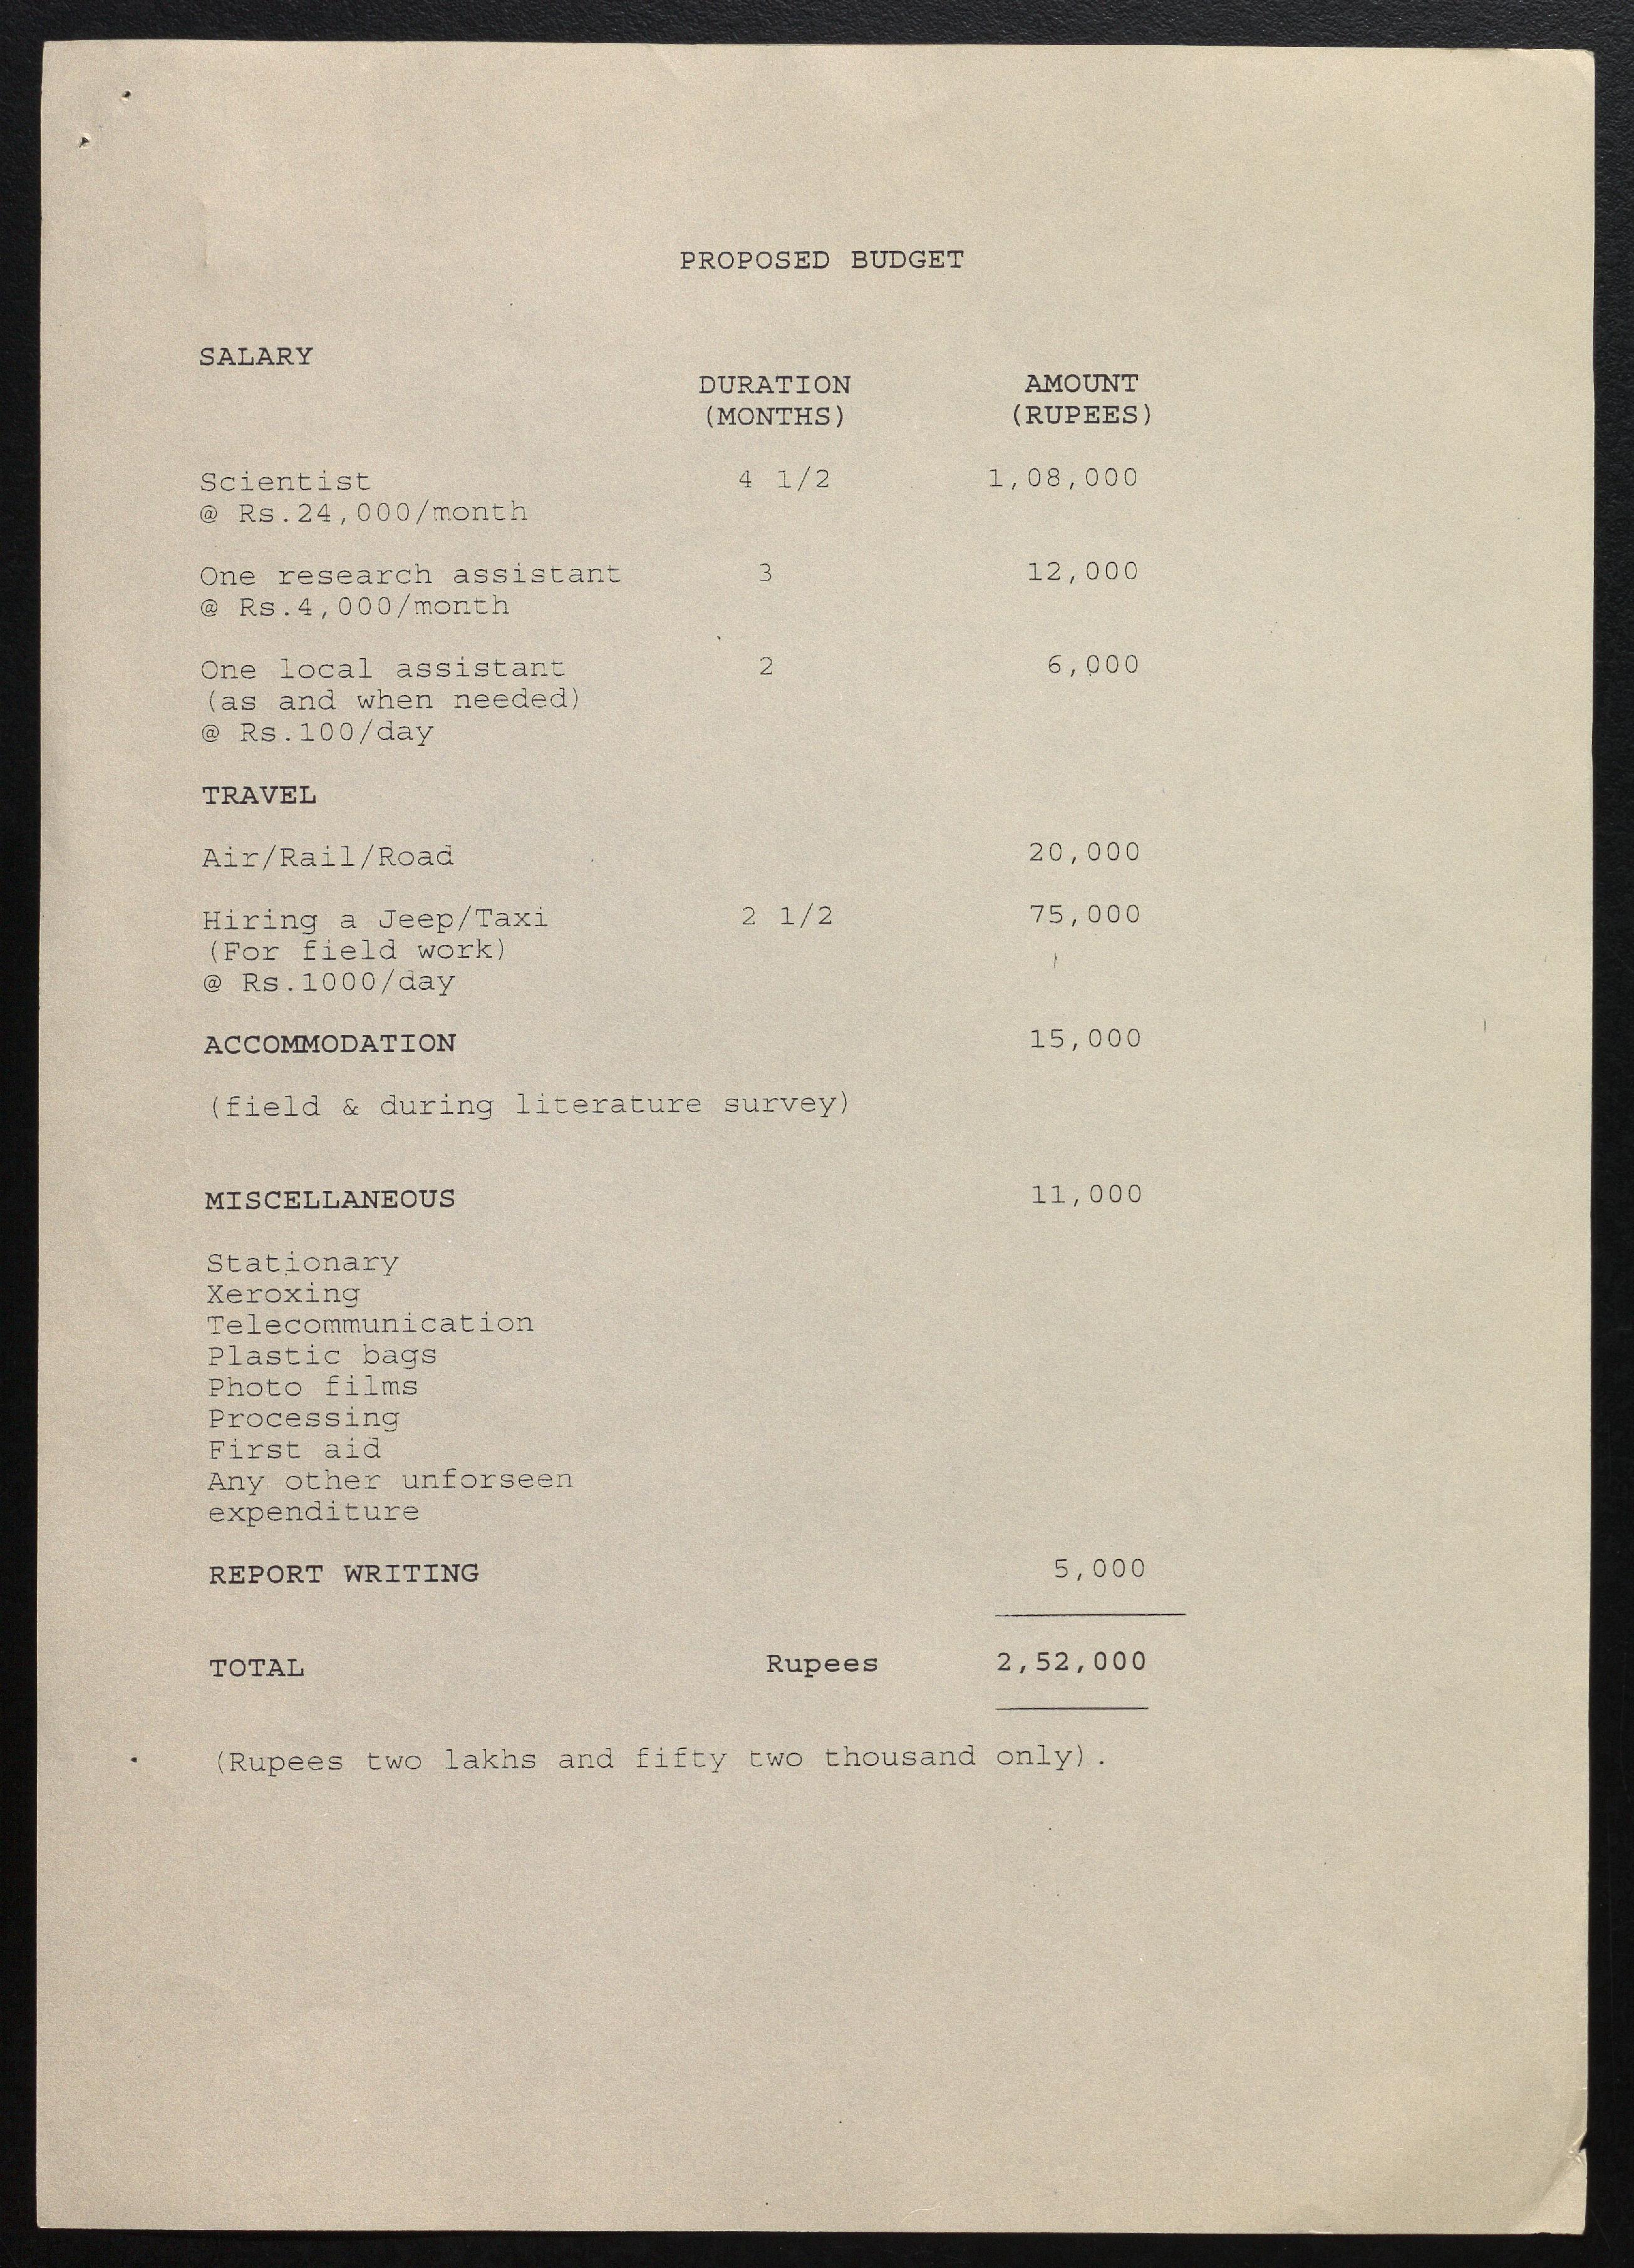 PROPOSED BUDGET
SALARY
DURATION AMOUNT
(MONTHS) (RUPEES)
Scientist 4 1/2 1,08,000
@ Rs.24,000/month
One research assistant 3 12,000
@ Rs.4,000/month
One local assistant 2 6,000
(as and when needed)
@ Rs.100/day
TRAVEL
Air/Rail/Road 20,000
Hiring a Jeep/Taxi 2 1/2 75,000
(For field work)
@ Rs.1000/day
ACCOMMODATION 15,000
(field & during literature survey)
MISCELLANEOUS 11,000
Stationary
Xeroxing
Telecommunication
Plastic bags
Photo films
Processing
First aid
Any other unforseen
expenditure
REPORT WRITING 5,000
TOTAL Rupees 2,52,000
(Rupees two lakhs and fifty two thousand only).